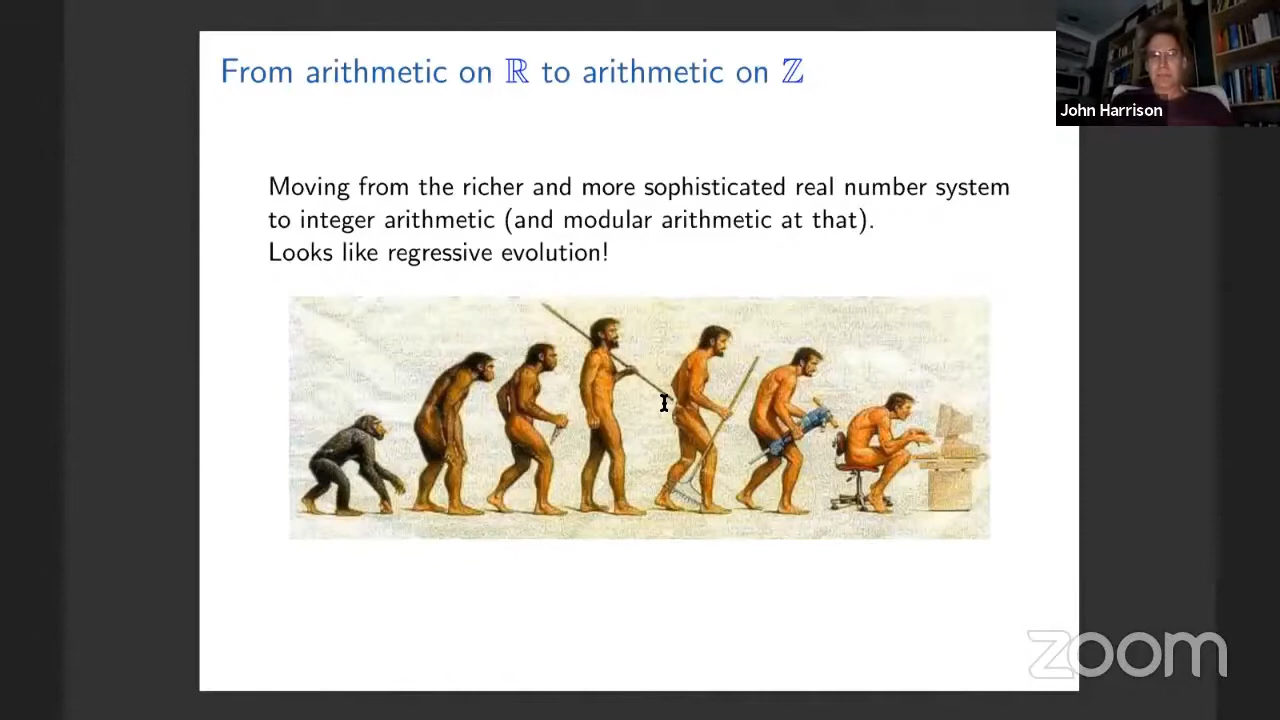 From arithmetic on ℝ to arithmetic on ℤ
John Harrison
Moving from the richer and more sophisticated real number system
to integer arithmetic (and modular arithmetic at that).
Looks like regressive evolution!
zoom